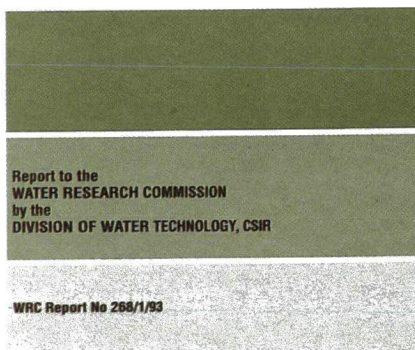 Report to the
WATER RESEARCH COMMISSION
by the
DIVISION OF WATER TECHNOLOGY, CSIR
WRC Report No 268/1/93